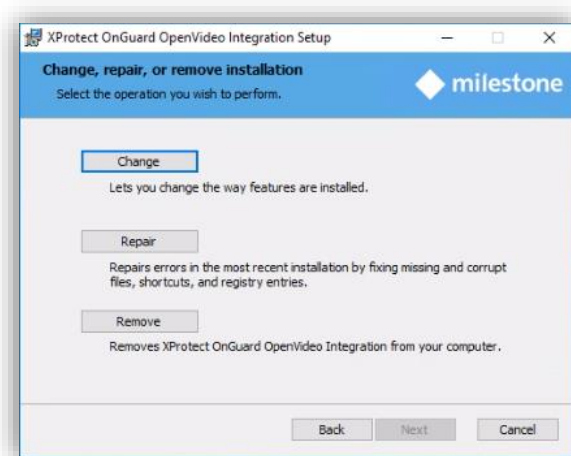 XProtect OnGuard OpenVideo Integration Setup
Change, repair, or remove installation
Select the operation you wish to perform.
milestone
Change
Lets you change the way features are installed.
Repair
Repairs errors in the most recent installation by fixing missing and corrupt
files, shortcuts, and registry entries.
Remove
Removes XProtect OnGuard OpenVideo Integration from your computer.
Back Next Cancel